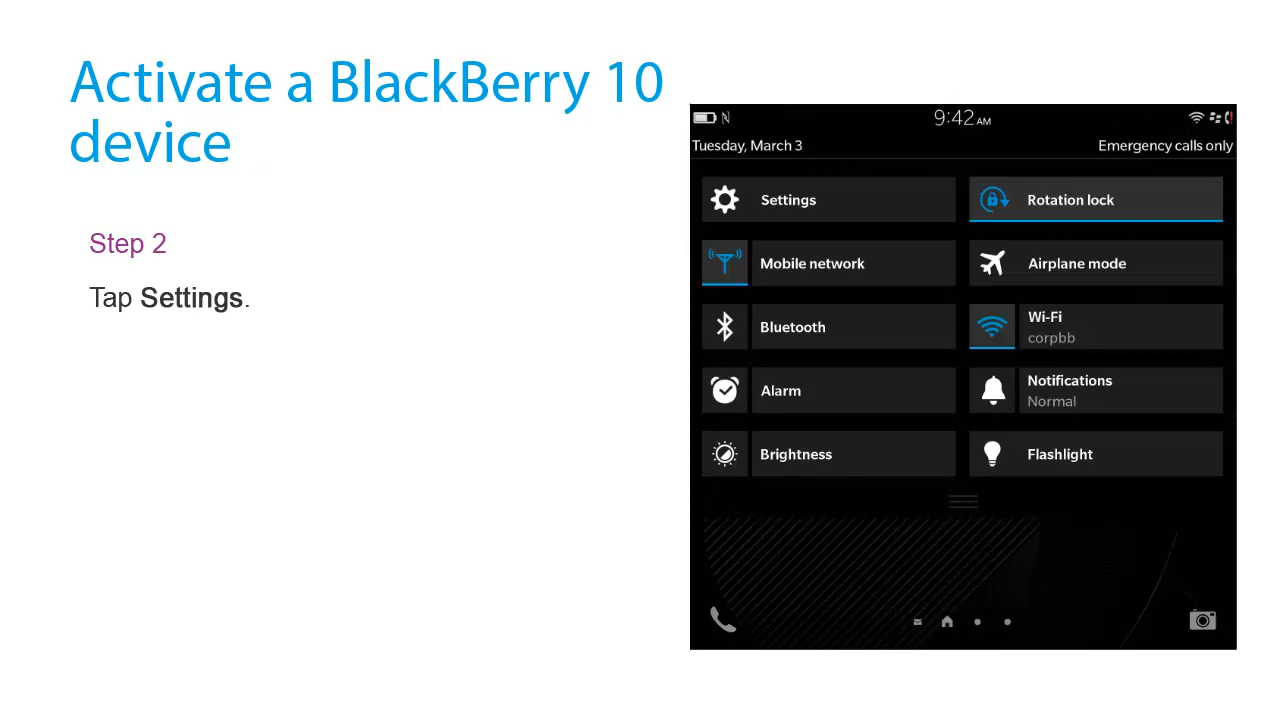 Activate a BlackBerry 10
device
Step 2
Tap Settings.
9:42 AM
Tuesday, March 3
Emergency calls only
Settings
Rotation lock
Mobile network
Airplane mode
Bluetooth
Wi-Fi
corpbb
Alarm
Notifications
Normal
Brightness
Flashlight